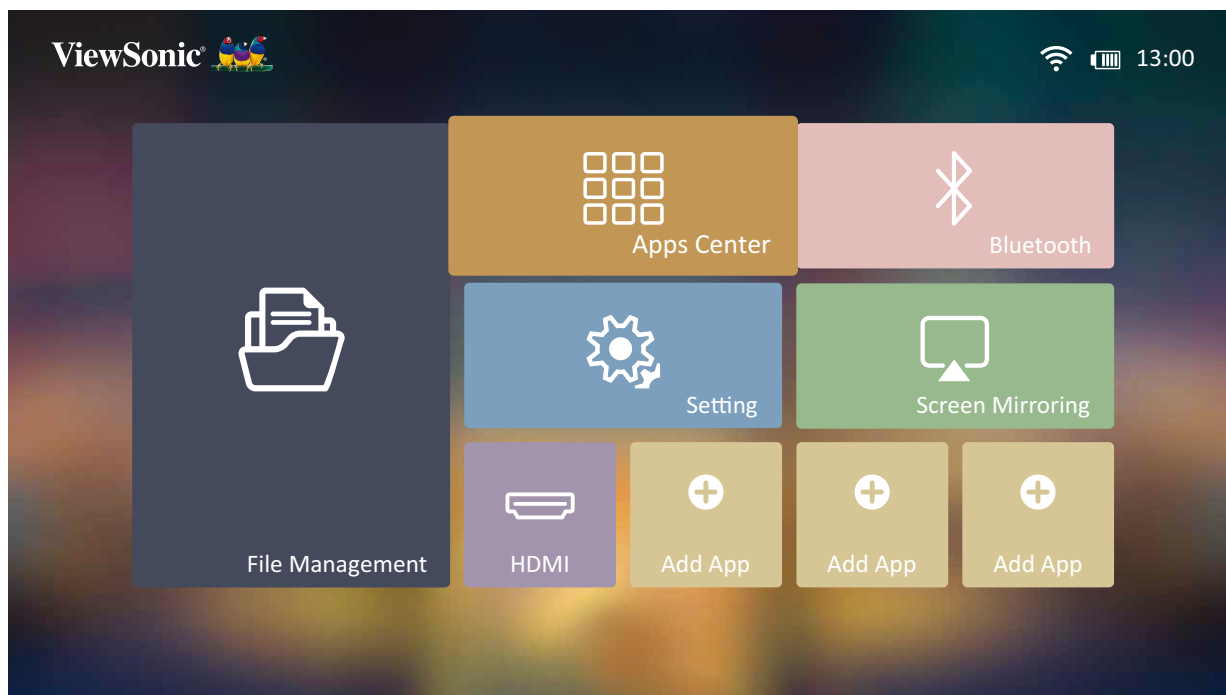 ViewSonic®
13:00
Apps Center
Bluetooth
Setting
Screen Mirroring
File Management
HDMI
Add App
Add App
Add App